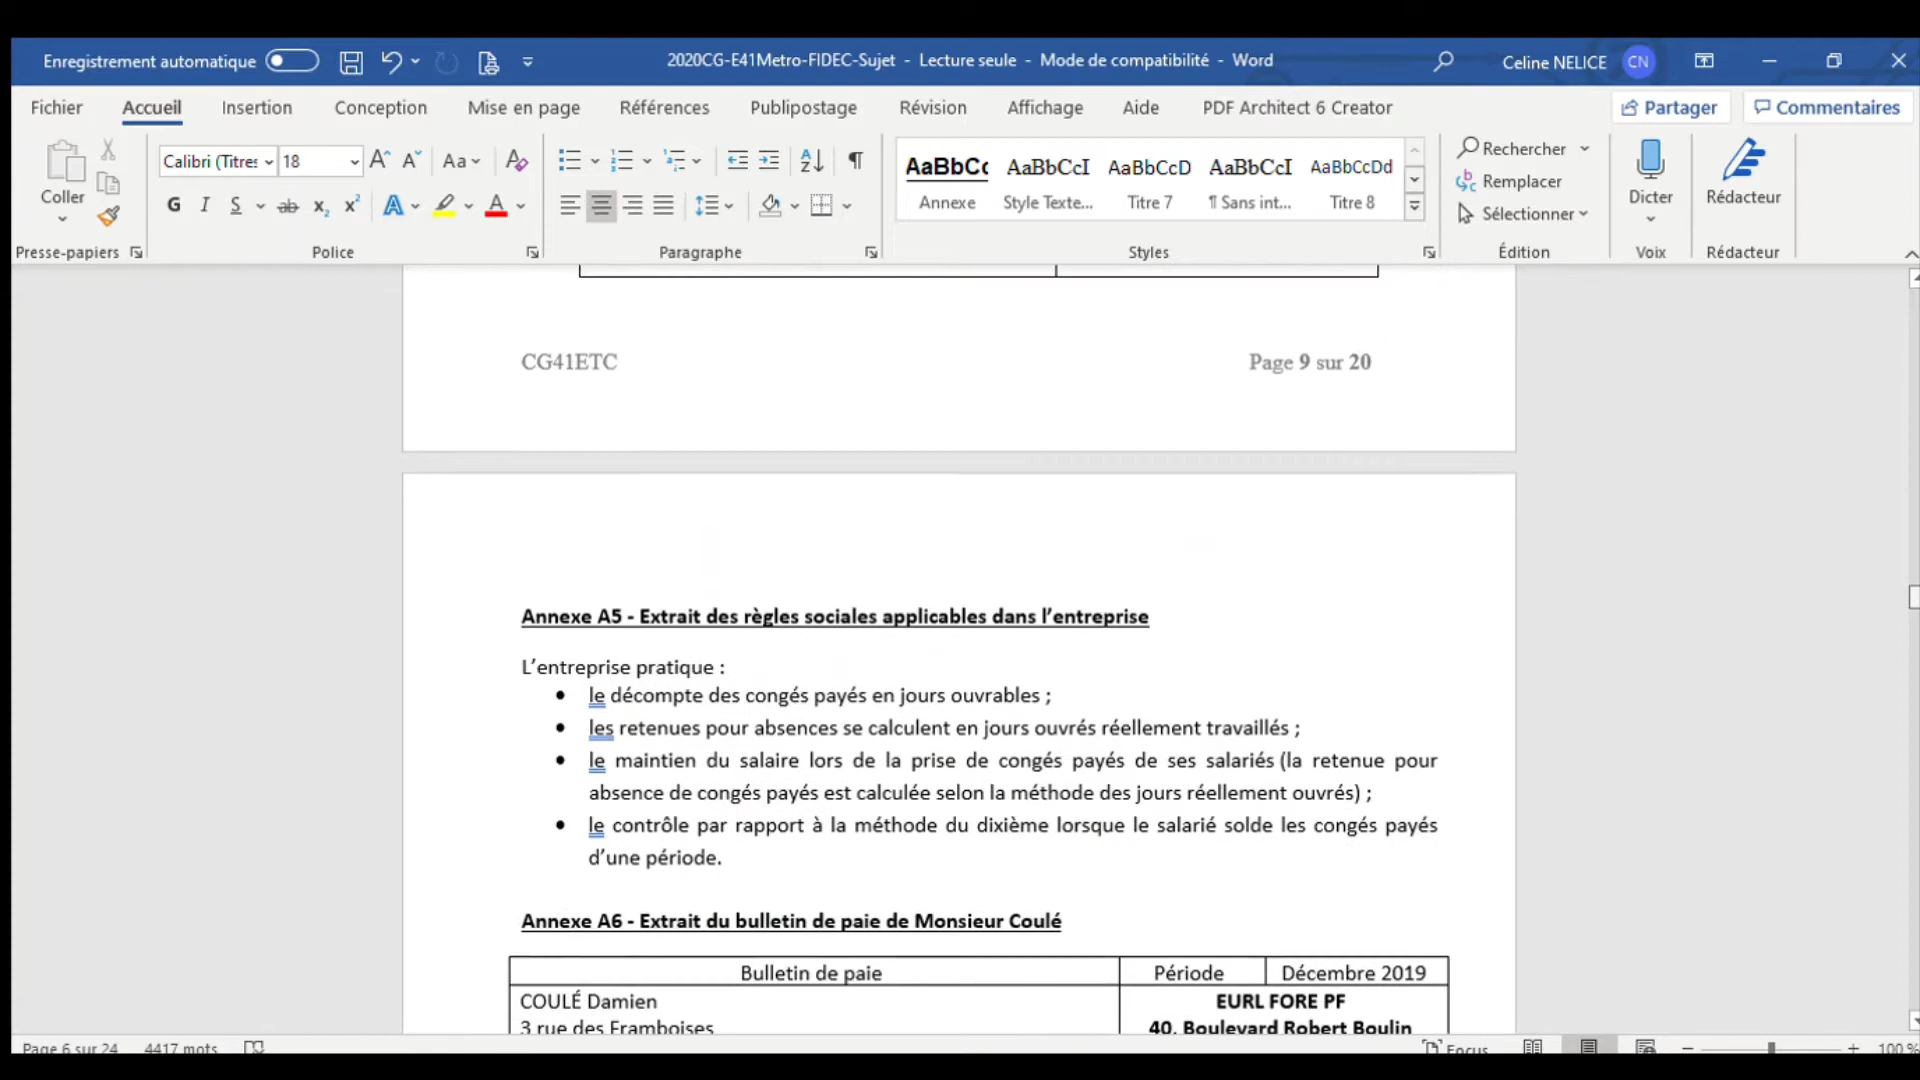 Enregistrement automatique
2020CG-E41Metro-FIDEC-Sujet - Lecture seule - Mode de compatibilité - Word
Celine NELICE CN
Fichier Accueil Insertion Conception Mise en page Références Publipostage Révision Affichage Aide PDF Architect 6 Creator Partager Commentaires
Coller
Calibri (Titres 18
G I S ab x₂ x²
AaBbCc AaBbCcI AaBbCcD AaBbCcI AaBbCcDd
Annexe Style Texte... Titre 7 ¶ Sans int... Titre 8
Rechercher
Remplacer
Sélectionner
Dicter
Rédacteur
Presse-papiers Police Paragraphe Styles Édition Voix Rédacteur
CG41ETC Page 9 sur 20
Annexe A5 - Extrait des règles sociales applicables dans l’entreprise
L’entreprise pratique :
• le décompte des congés payés en jours ouvrables ;
• les retenues pour absences se calculent en jours ouvrés réellement travaillés ;
• le maintien du salaire lors de la prise de congés payés de ses salariés (la retenue pour
absence de congés payés est calculée selon la méthode des jours réellement ouvrés) ;
• le contrôle par rapport à la méthode du dixième lorsque le salarié solde les congés payés
d’une période.
Annexe A6 - Extrait du bulletin de paie de Monsieur Coulé
Bulletin de paie Période Décembre 2019
COULÉ Damien EURL FORE PF
3 rue des Framboises 40, Boulevard Robert Boulin
Page 6 sur 24 4417 mots Focus 100 %